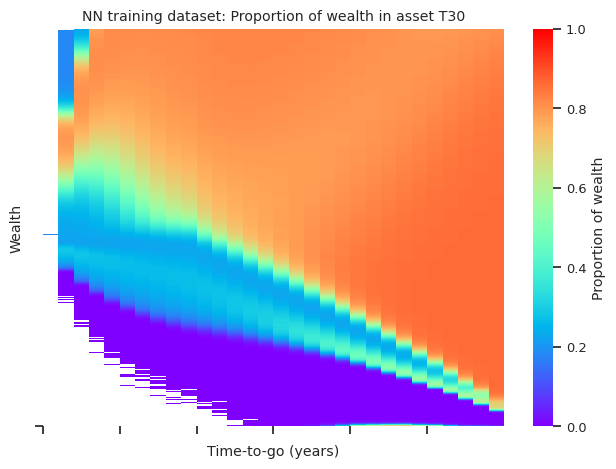 NN training dataset: Proportion of wealth in asset T30
Wealth
Time-to-go (years)
1.0
0.8
0.6
0.4
0.2
0.0
Proportion of wealth